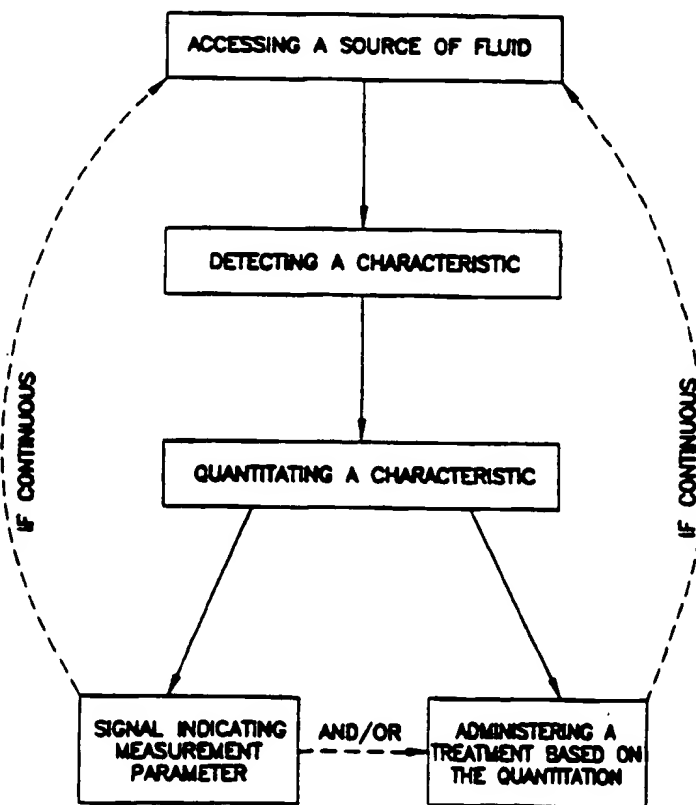 ACCESSING A SOURCE OF FLUID
DETECTING A CHARACTERISTIC
IF CONTINUOUS
IF CONTINUOUS
QUANTITATING A CHARACTERISTIC
SIGNAL INDICATING
MEASUREMENT
PARAMETER
AND/OR
ADMINISTERING A
TREATMENT BASED ON
THE QUANTITATION